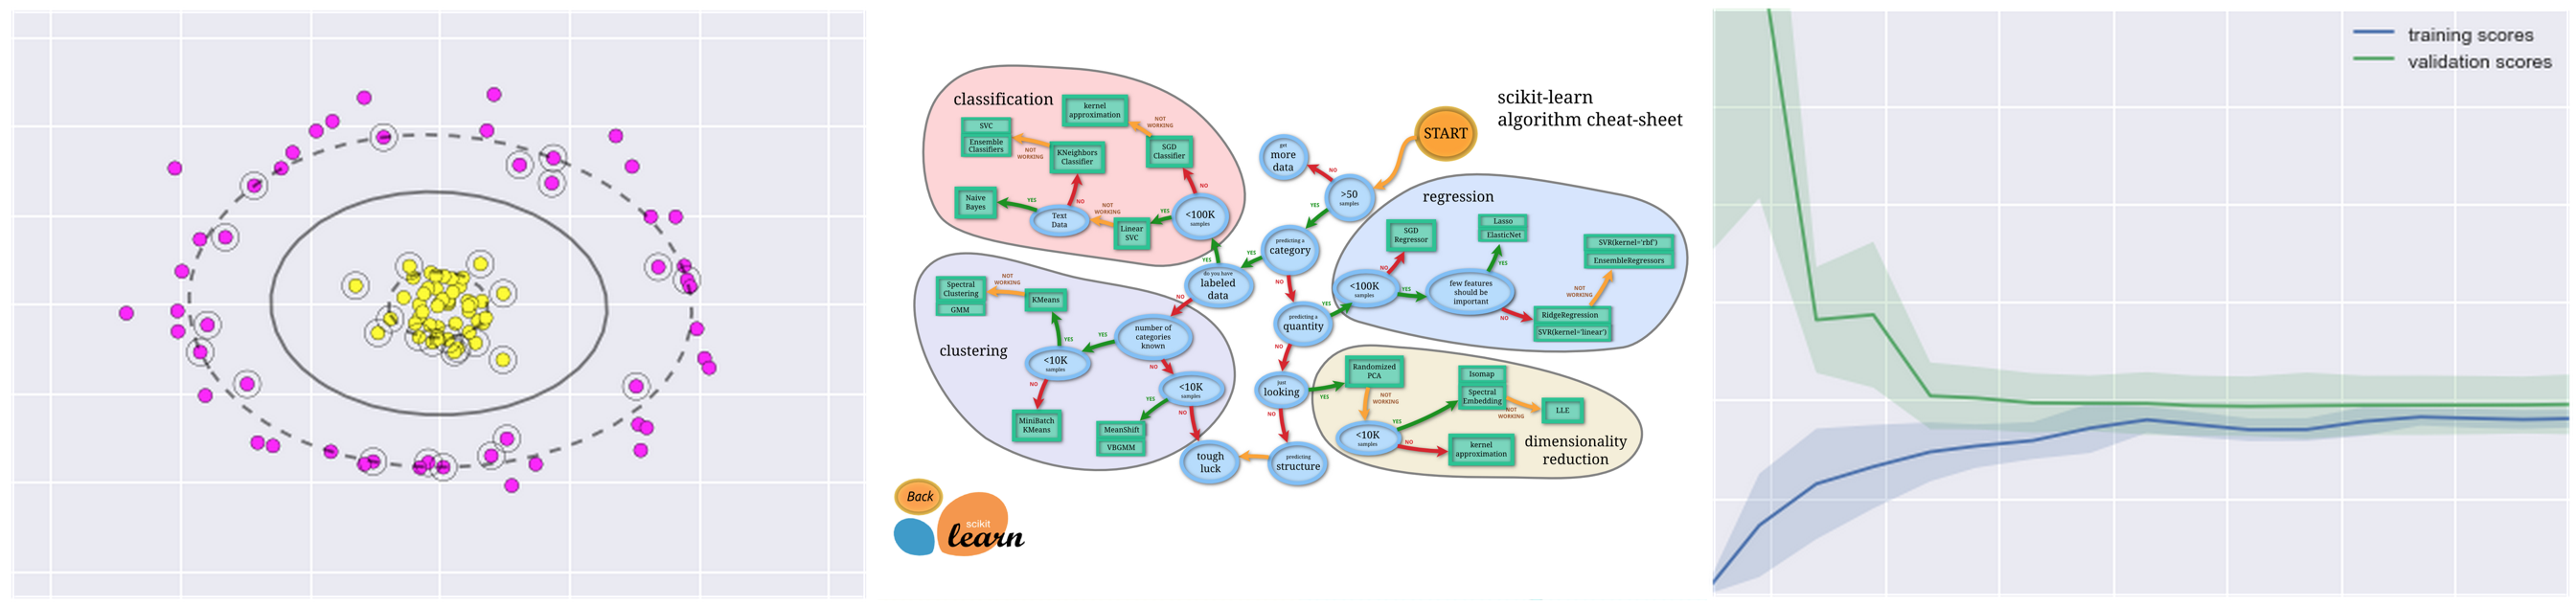 scikit-learn
algorithm cheat-sheet
START
get
more
data
NO
>50
samples
YES
predicting a
category
YES
NO
do you have
labeled
data
YES
NO
predicting a
quantity
YES
NO
just
looking
YES
NO
predicting
structure
tough
luck
classification
kernel
approximation
NOT
WORKING
SVC
Ensemble
Classifiers
NOT
WORKING
KNeighbors
Classifier
SGD
Classifier
NO
Naive
Bayes
YES
Text
Data
NO
NOT
WORKING
Linear
SVC
YES
<100K
samples
regression
SGD
Regressor
NO
<100K
samples
YES
Lasso
ElasticNet
YES
few features
should be
important
NO
SVR(kernel='rbf')
EnsembleRegressors
NOT
WORKING
RidgeRegression
SVR(kernel='linear')
clustering
Spectral
Clustering
GMM
NOT
WORKING
KMeans
YES
<10K
samples
NO
MiniBatch
KMeans
number of
categories
known
YES
NO
<10K
samples
YES
NO
MeanShift
VBGMM
dimensionality
reduction
Randomized
PCA
NOT
WORKING
<10K
samples
YES
NO
Isomap
Spectral
Embedding
NOT
WORKING
LLE
kernel
approximation
Back
scikit
learn
training scores
validation scores